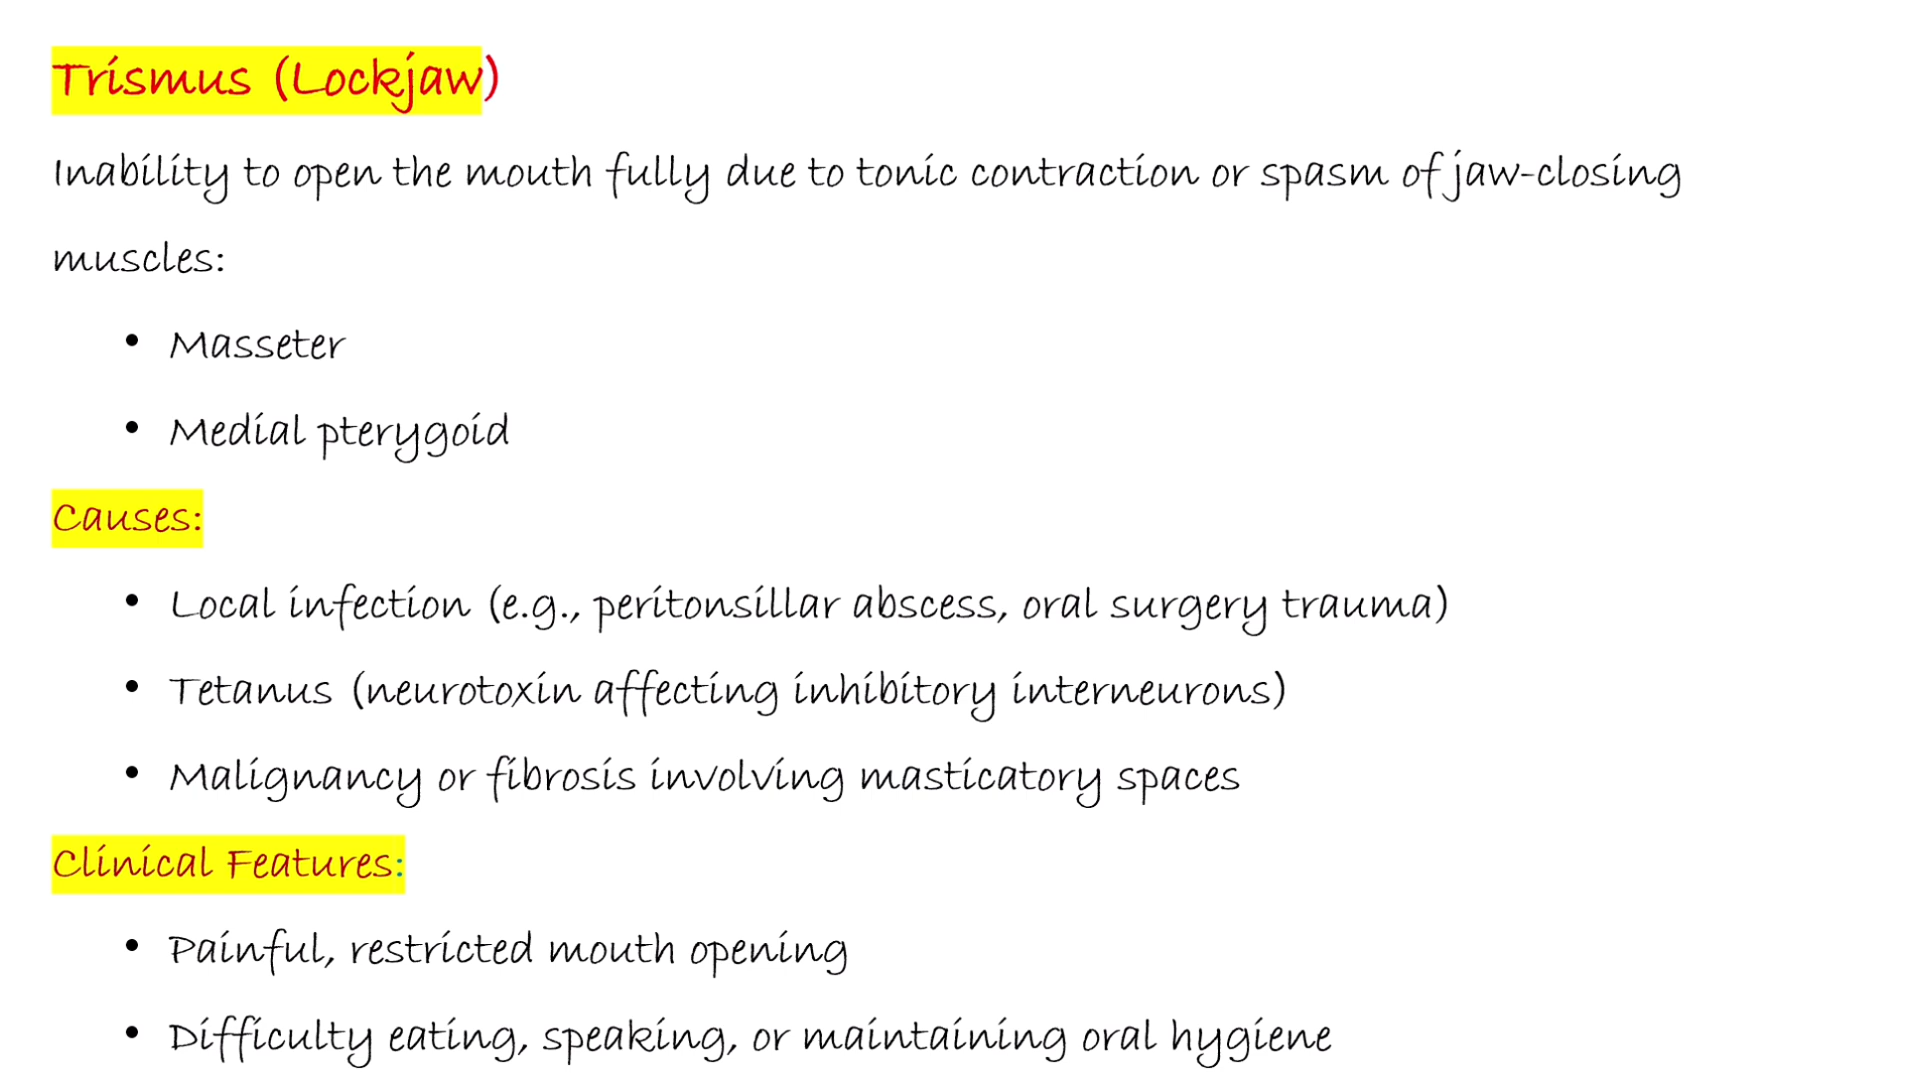 Trismus (Lockjaw)
Inability to open the mouth fully due to tonic contraction or spasm of jaw-closing
muscles:
• Masseter
• Medial pterygoid
Causes:
• Local infection (e.g., peritonsillar abscess, oral surgery trauma)
• Tetanus (neurotoxin affecting inhibitory interneurons)
• Malignancy or fibrosis involving masticatory spaces
Clinical Features:
• Painful, restricted mouth opening
• Difficulty eating, speaking, or maintaining oral hygiene